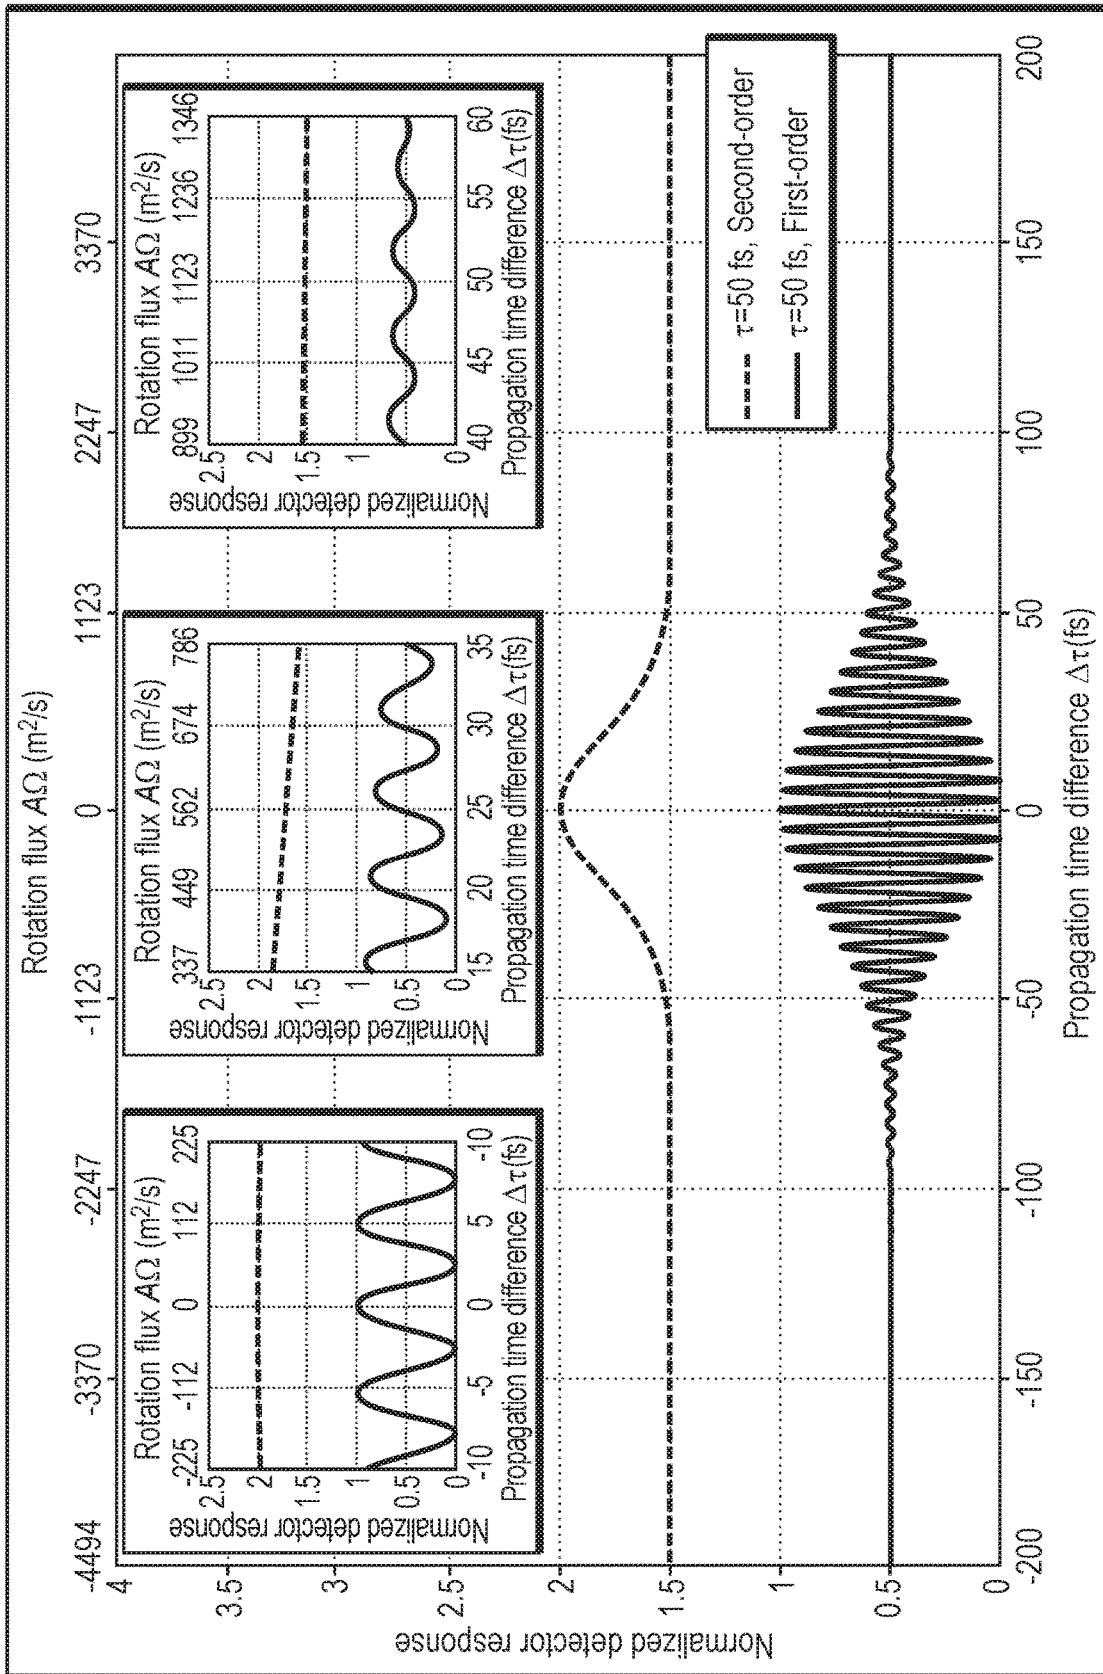 Rotation flux AΩ (m²/s)
-4494 -3370 -2247 -1123 0 1123 2247 3370
Normalized detector response
4
3.5
3
2.5
2
1.5
1
0.5
0
-200 -150 -100 -50 0 50 100 150 200
Propagation time difference Δτ(fs)
Rotation flux AΩ (m²/s)
-225 -112 0 112 225
Normalized detector response
2.5
2
1.5
1
0.5
0
-10 -5 0 5 -10
Propagation time difference Δτ(fs)
Rotation flux AΩ (m²/s)
337 449 562 674 786
Normalized detector response
2.5
2
1.5
1
0.5
0
15 20 25 30 35
Propagation time difference Δτ(fs)
Rotation flux AΩ (m²/s)
899 1011 1123 1236 1346
Normalized detector response
2.5
2
1.5
1
0
40 45 50 55 60
Propagation time difference Δτ(fs)
τ=50 fs, Second-order
τ=50 fs, First-order